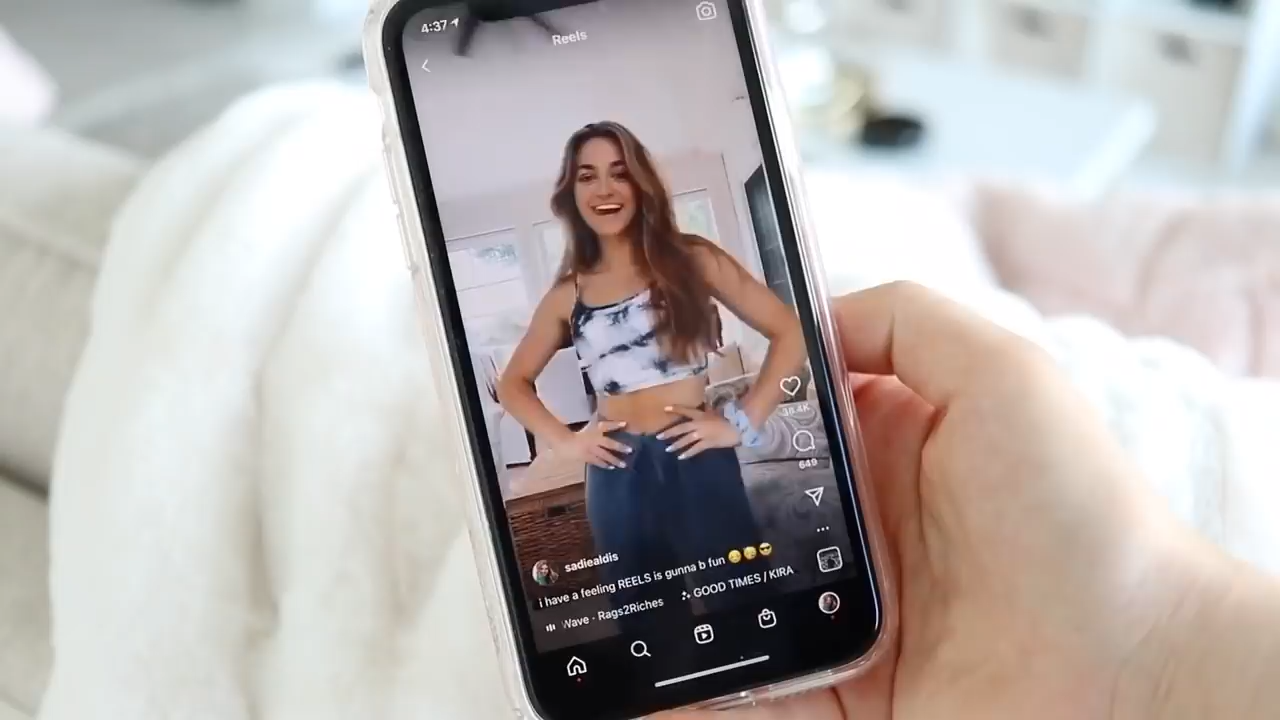 4:37
Reels
38.4K
649
sadiealdis
i have a feeling REELS is gunna b fun 😂🥳😎
Wave · Rags2Riches
GOOD TIMES / KIRA